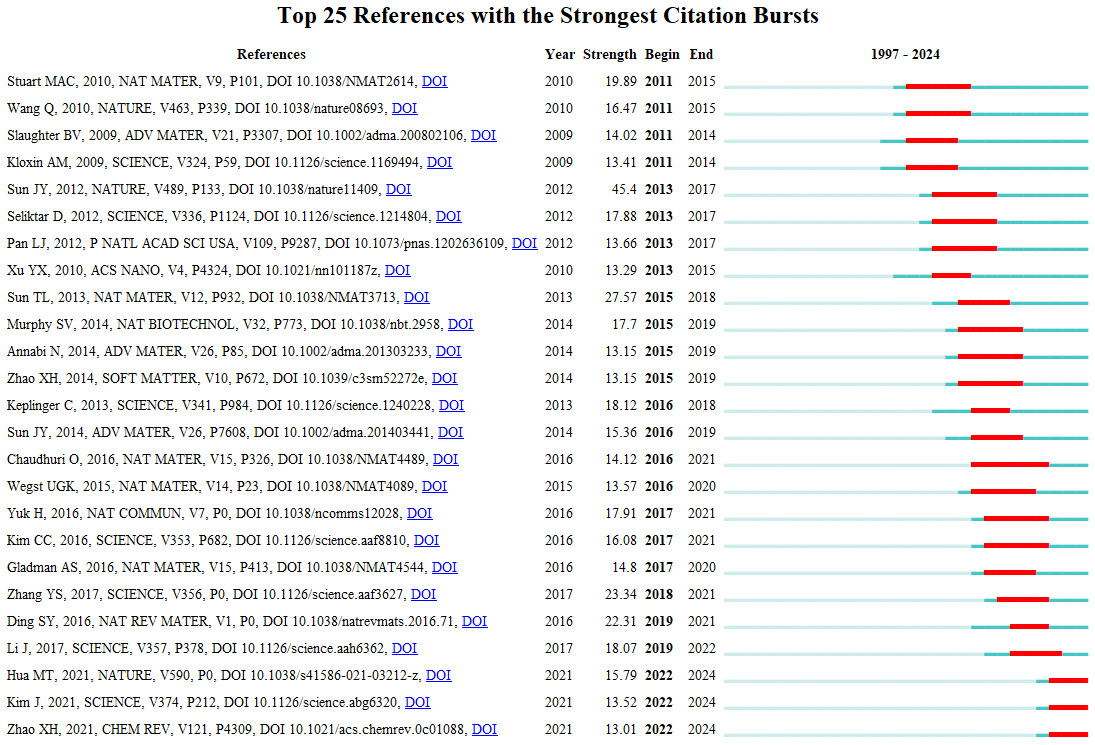 Top 25 References with the Strongest Citation Bursts
References Year Strength Begin End 1997 - 2024
Stuart MAC, 2010, NAT MATER, V9, P101, DOI 10.1038/NMAT2614, DOI 2010 19.89 2011 2015
Wang Q, 2010, NATURE, V463, P339, DOI 10.1038/nature08693, DOI 2010 16.47 2011 2015
Slaughter BV, 2009, ADV MATER, V21, P3307, DOI 10.1002/adma.200802106, DOI 2009 14.02 2011 2014
Kloxin AM, 2009, SCIENCE, V324, P59, DOI 10.1126/science.1169494, DOI 2009 13.41 2011 2014
Sun JY, 2012, NATURE, V489, P133, DOI 10.1038/nature11409, DOI 2012 45.4 2013 2017
Seliktar D, 2012, SCIENCE, V336, P1124, DOI 10.1126/science.1214804, DOI 2012 17.88 2013 2017
Pan LJ, 2012, P NATL ACAD SCI USA, V109, P9287, DOI 10.1073/pnas.1202636109, DOI 2012 13.66 2013 2017
Xu YX, 2010, ACS NANO, V4, P4324, DOI 10.1021/nn101187z, DOI 2010 13.29 2013 2015
Sun TL, 2013, NAT MATER, V12, P932, DOI 10.1038/NMAT3713, DOI 2013 27.57 2015 2018
Murphy SV, 2014, NAT BIOTECHNOL, V32, P773, DOI 10.1038/nbt.2958, DOI 2014 17.7 2015 2019
Annabi N, 2014, ADV MATER, V26, P85, DOI 10.1002/adma.201303233, DOI 2014 13.15 2015 2019
Zhao XH, 2014, SOFT MATTER, V10, P672, DOI 10.1039/c3sm52272e, DOI 2014 13.15 2015 2019
Keplinger C, 2013, SCIENCE, V341, P984, DOI 10.1126/science.1240228, DOI 2013 18.12 2016 2018
Sun JY, 2014, ADV MATER, V26, P7608, DOI 10.1002/adma.201403441, DOI 2014 15.36 2016 2019
Chaudhuri O, 2016, NAT MATER, V15, P326, DOI 10.1038/NMAT4489, DOI 2016 14.12 2016 2021
Wegst UGK, 2015, NAT MATER, V14, P23, DOI 10.1038/NMAT4089, DOI 2015 13.57 2016 2020
Yuk H, 2016, NAT COMMUN, V7, P0, DOI 10.1038/ncomms12028, DOI 2016 17.91 2017 2021
Kim CC, 2016, SCIENCE, V353, P682, DOI 10.1126/science.aaf8810, DOI 2016 16.08 2017 2021
Gladman AS, 2016, NAT MATER, V15, P413, DOI 10.1038/NMAT4544, DOI 2016 14.8 2017 2020
Zhang YS, 2017, SCIENCE, V356, P0, DOI 10.1126/science.aaf3627, DOI 2017 23.34 2018 2021
Ding SY, 2016, NAT REV MATER, V1, P0, DOI 10.1038/natrevmats.2016.71, DOI 2016 22.31 2019 2021
Li J, 2017, SCIENCE, V357, P378, DOI 10.1126/science.aah6362, DOI 2017 18.07 2019 2022
Hua MT, 2021, NATURE, V590, P0, DOI 10.1038/s41586-021-03212-z, DOI 2021 15.79 2022 2024
Kim J, 2021, SCIENCE, V374, P212, DOI 10.1126/science.abg6320, DOI 2021 13.52 2022 2024
Zhao XH, 2021, CHEM REV, V121, P4309, DOI 10.1021/acs.chemrev.0c01088, DOI 2021 13.01 2022 2024